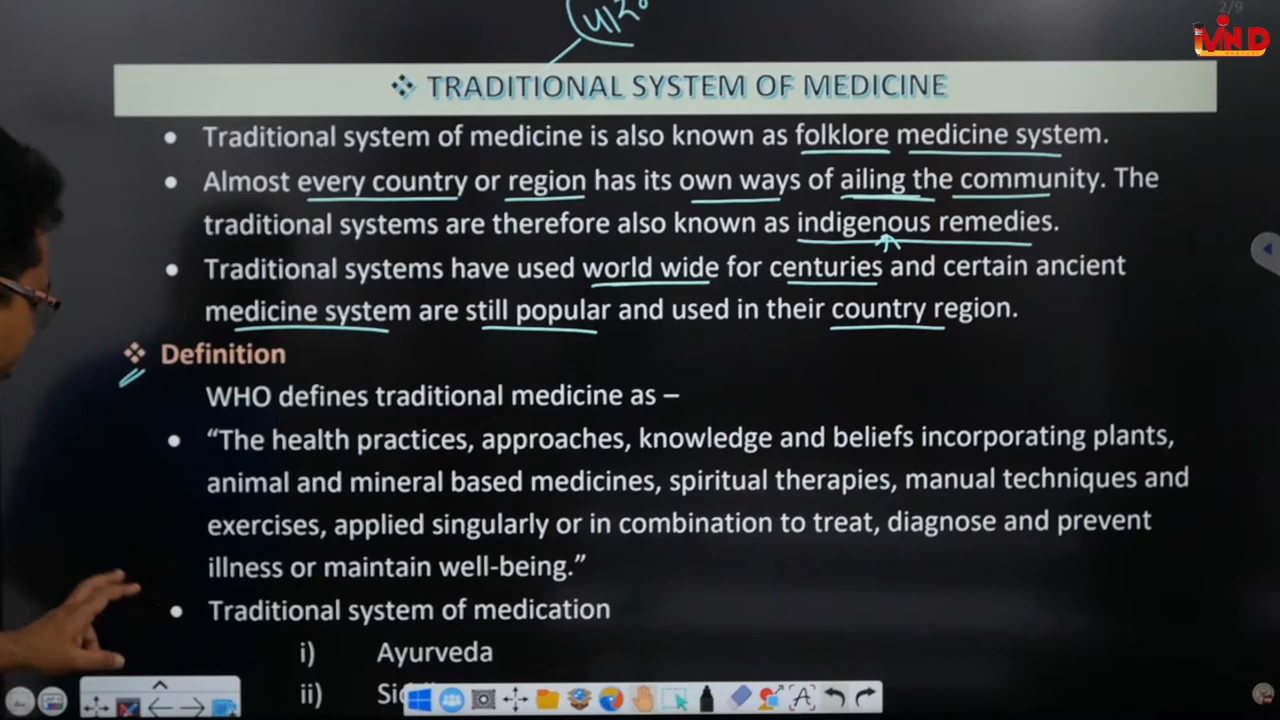 2/9
MIND
❖ TRADITIONAL SYSTEM OF MEDICINE
• Traditional system of medicine is also known as folklore medicine system.
• Almost every country or region has its own ways of ailing the community. The
traditional systems are therefore also known as indigenous remedies.
• Traditional systems have used world wide for centuries and certain ancient
medicine system are still popular and used in their country region.
❖ Definition
WHO defines traditional medicine as –
• “The health practices, approaches, knowledge and beliefs incorporating plants,
animal and mineral based medicines, spiritual therapies, manual techniques and
exercises, applied singularly or in combination to treat, diagnose and prevent
illness or maintain well-being.”
• Traditional system of medication
i) Ayurveda
ii)